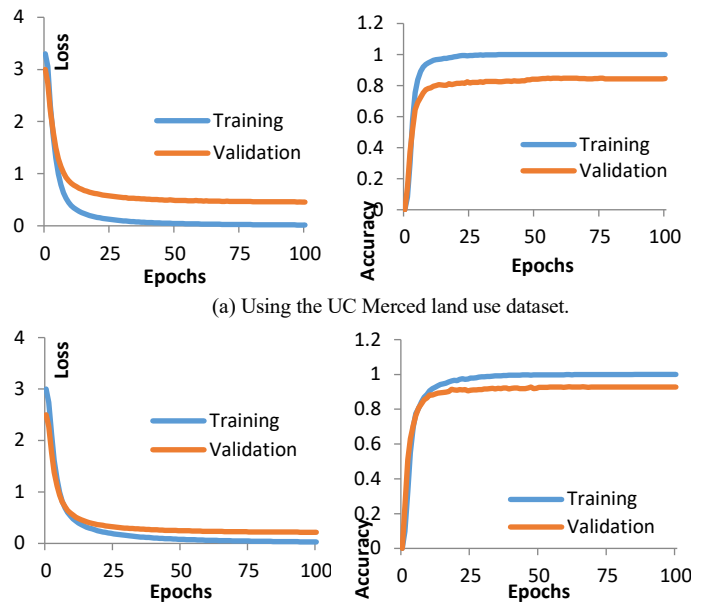 4
3
2
1
0
Loss
Training
Validation
0 25 50 75 100
Epochs
1.2
1
0.8
0.6
0.4
0.2
0
Accuracy
Training
Validation
0 25 50 75 100
Epochs
(a) Using the UC Merced land use dataset.
4
3
2
1
0
Loss
Training
Validation
0 25 50 75 100
Epochs
1.2
1
0.8
0.6
0.4
0.2
0
Accuracy
Training
Validation
0 25 50 75 100
Epochs